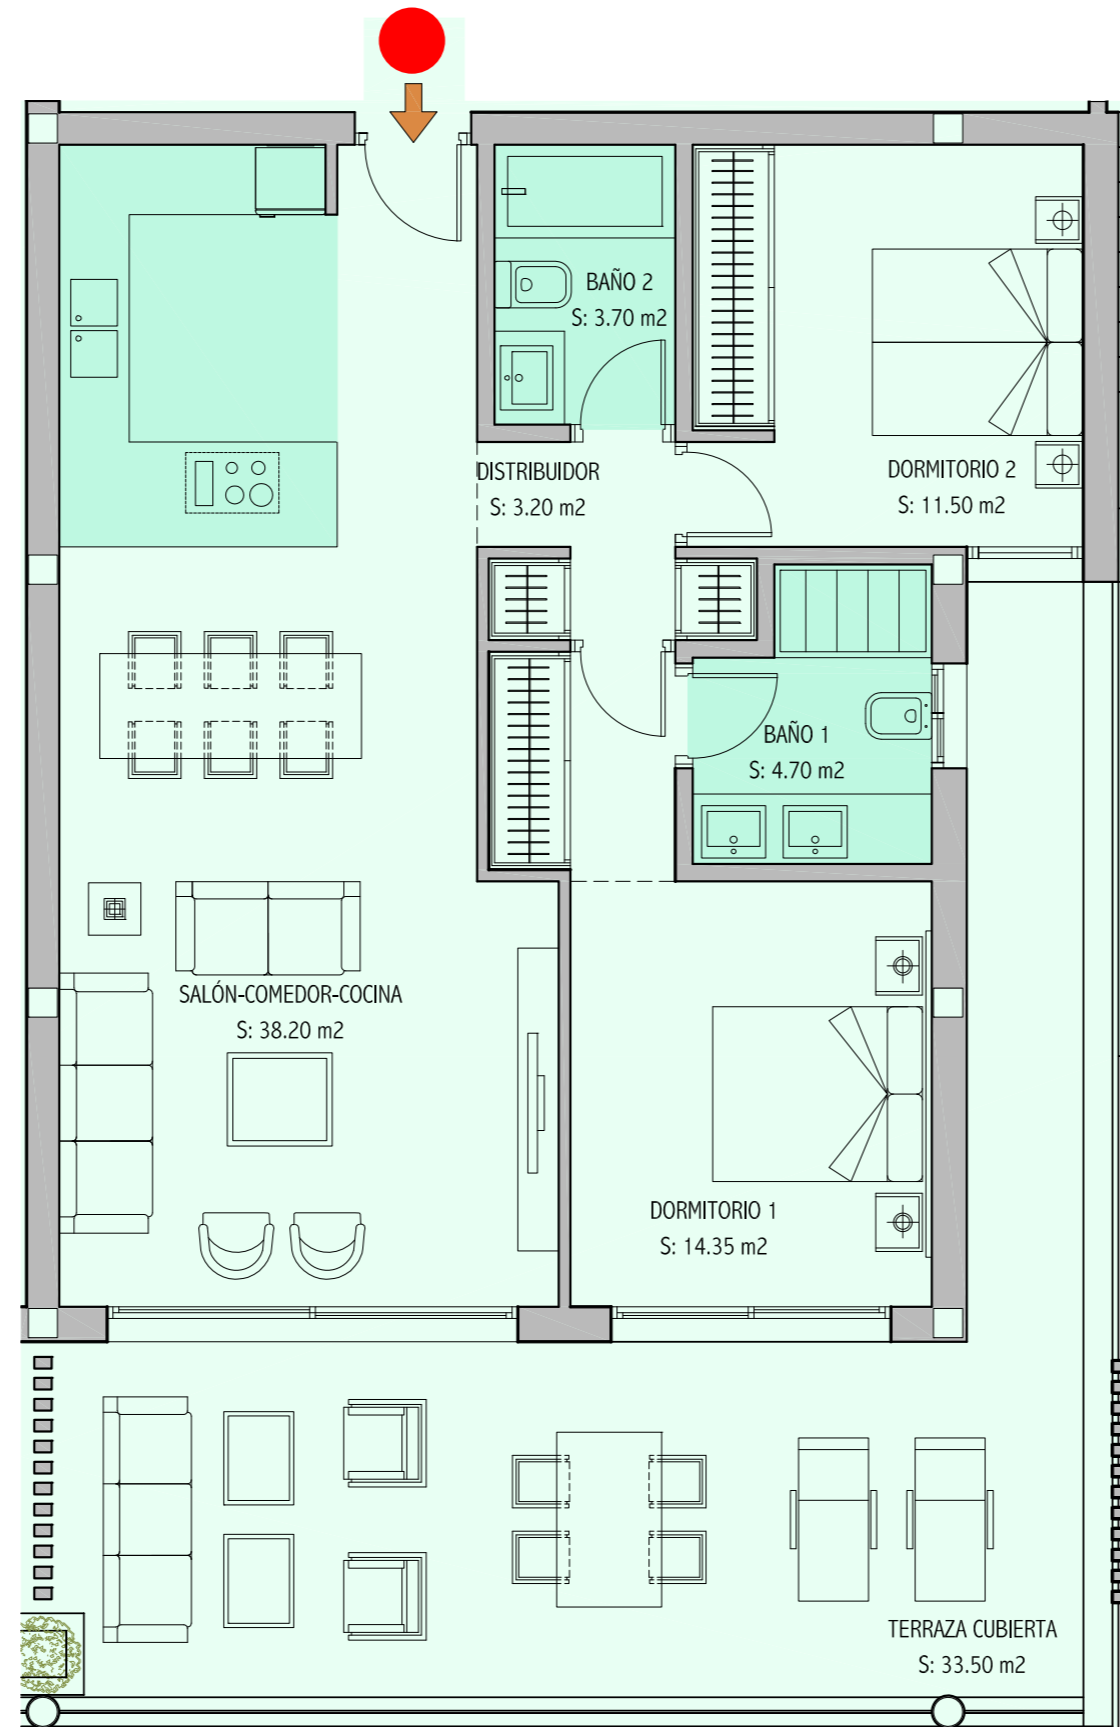 BAÑO 2
S: 3.70 m2
DISTRIBUIDOR
S: 3.20 m2
DORMITORIO 2
S: 11.50 m2
BAÑO 1
S: 4.70 m2
SALÓN-COMEDOR-COCINA
S: 38.20 m2
DORMITORIO 1
S: 14.35 m2
TERRAZA CUBIERTA
S: 33.50 m2